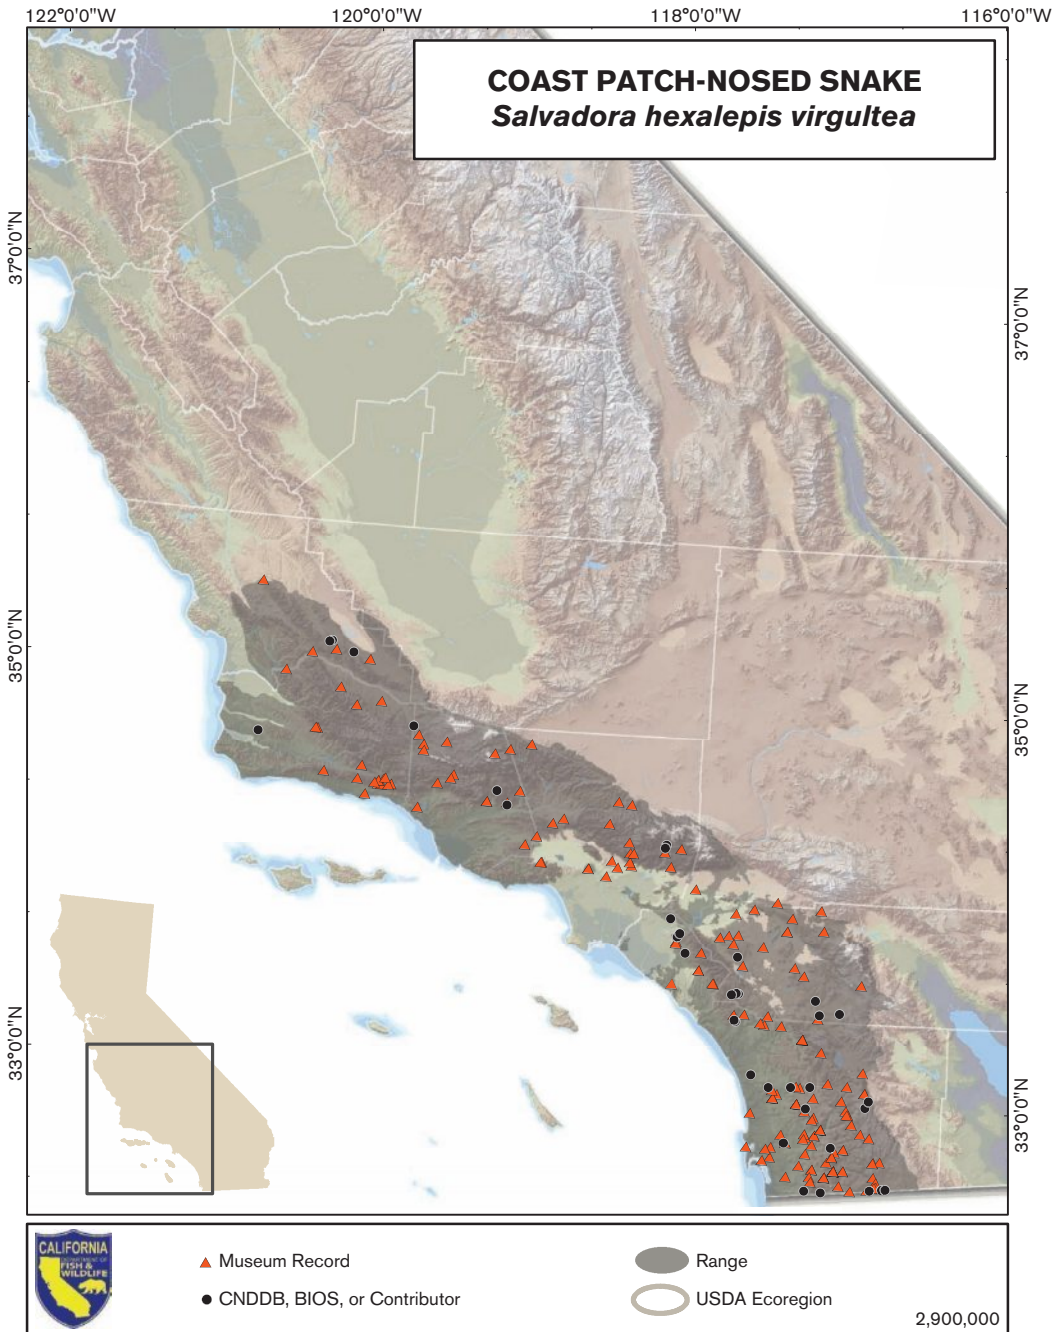 122°0'0"W 120°0'0"W 118°0'0"W 116°0'0"W
COAST PATCH-NOSED SNAKE
Salvadora hexalepis virgultea
37°0'0"N
37°0'0"N
35°0'0"N
35°0'0"N
33°0'0"N
33°0'0"N
CALIFORNIA
DEPARTMENT OF
FISH &
WILDLIFE
Museum Record
Range
CNDDB, BIOS, or Contributor
USDA Ecoregion
2,900,000